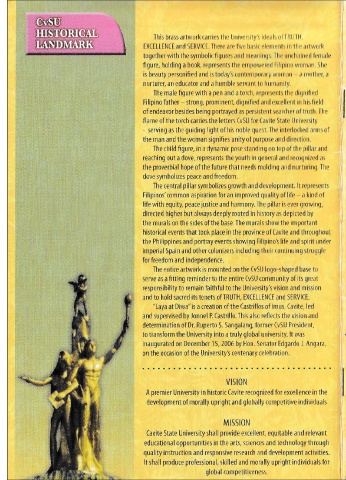 CvSU
HISTORICAL
LANDMARK
This brass artwork carries the University's ideals of TRUTH,
EXCELLENCE and SERVICE. There are five basic elements in the artwork
together with the symbolic figures and meanings. The unchained female
figure, holding a book, represents the empowered Filipino woman. She
is beauty personified and is today's contemporary woman – a mother, a
nurturer, an educator and a humble servant to humanity.
The male figure with a pen and a torch, represents the dignified
Filipino father – strong, prominent, dignified and excellent in his field
of endeavor besides being portrayed as persistent searcher of truth. The
flame of the torch carries the letters CvSU for Cavite State University
- serving as the guiding light of his noble quest. The interlocked arms of
the man and the woman signifies unity of purpose and direction.
The child figure, in a dynamic pose standing on top of the pillar and
reaching out a dove, represents the youth in general and recognized as
the proverbial hope of the future that needs molding and nurturing. The
dove symbolizes peace and freedom.
The central pillar symbolizes growth and development. It represents
Filipinos' common aspiration for an improved quality of life – a kind of
life with equity, peace justice and harmony. The pillar is ever growing,
directed higher but always deeply rooted in history as depicted by
the murals on the sides of the base. The murals show the important
historical events that took place in the province of Cavite and throughout
the Philippines and portray events showing Filipino's life and spirit under
imperial Spain and other colonizers including their continuing struggle
for freedom and independence.
The entire artwork is mounted on the CvSU logo-shaped base to
serve as a fitting reminder to the entire CvSU community of its great
responsibility to remain faithful to the University's vision and mission
and to hold sacred its tenets of TRUTH, EXCELLENCE and SERVICE.
"Laya at Diwa" is a creation of the Castrillos of Imus, Cavite, led
and supervised by Jonnel P. Castrillo. This also reflects the vision and
determination of Dr. Ruperto S. Sangalang, former CvSU President,
to transform the University into a truly global university. It was
inaugurated on December 15, 2006 by Hon. Senator Edgardo J. Angara,
on the occasion of the University's centenary celebration.
VISION
A premier University in historic Cavite recognized for excellence in the
development of morally upright and globally competitive individuals
MISSION
Cavite State University shall provide excellent, equitable and relevant
educational opportunities in the arts, sciences and technology through
quality instruction and responsive research and development activities.
It shall produce professional, skilled and morally upright individuals for
global competitiveness.